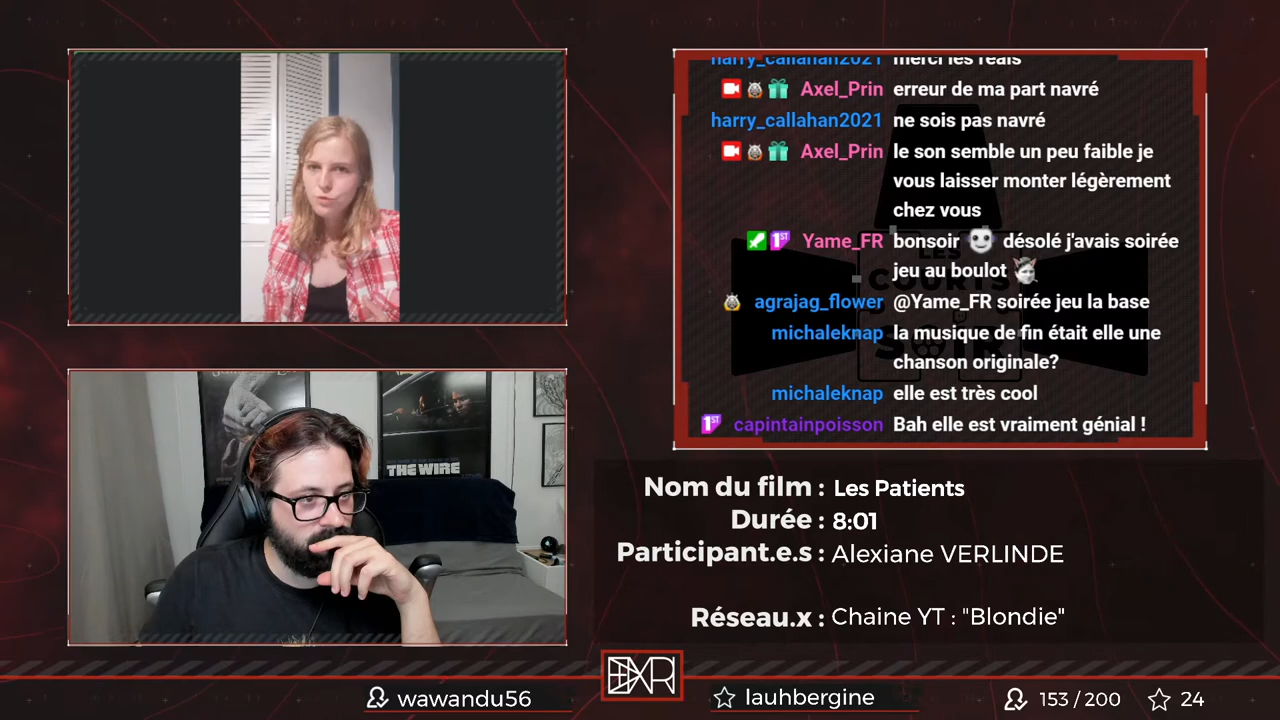 THE WIRE
harry_callahan2021 merci les reals
Axel_Prin erreur de ma part navré
harry_callahan2021 ne sois pas navré
Axel_Prin le son semble un peu faible je
vous laisser monter légèrement
chez vous
1ST Yame_FR bonsoir désolé j'avais soirée
jeu au boulot
agrajag_flower @Yame_FR soirée jeu la base
michaleknap la musique de fin était elle une
chanson originale?
michaleknap elle est très cool
1ST capintainpoisson Bah elle est vraiment génial !
Nom du film : Les Patients
Durée : 8:01
Participant.e.s : Alexiane VERLINDE
Réseau.x : Chaine YT : "Blondie"
wawandu56
lauhbergine
153 / 200
24